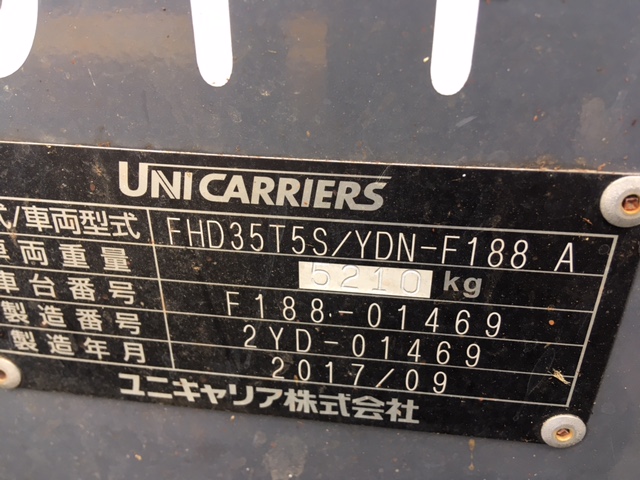 UNICARRIERS
式/車両型式 FHD35T5S/YDN-F188 A
車両重量 5210 kg
車台番号 F188-01469
製造番号 2YD-01469
製造年月 2017/09
ユニキャリア株式会社